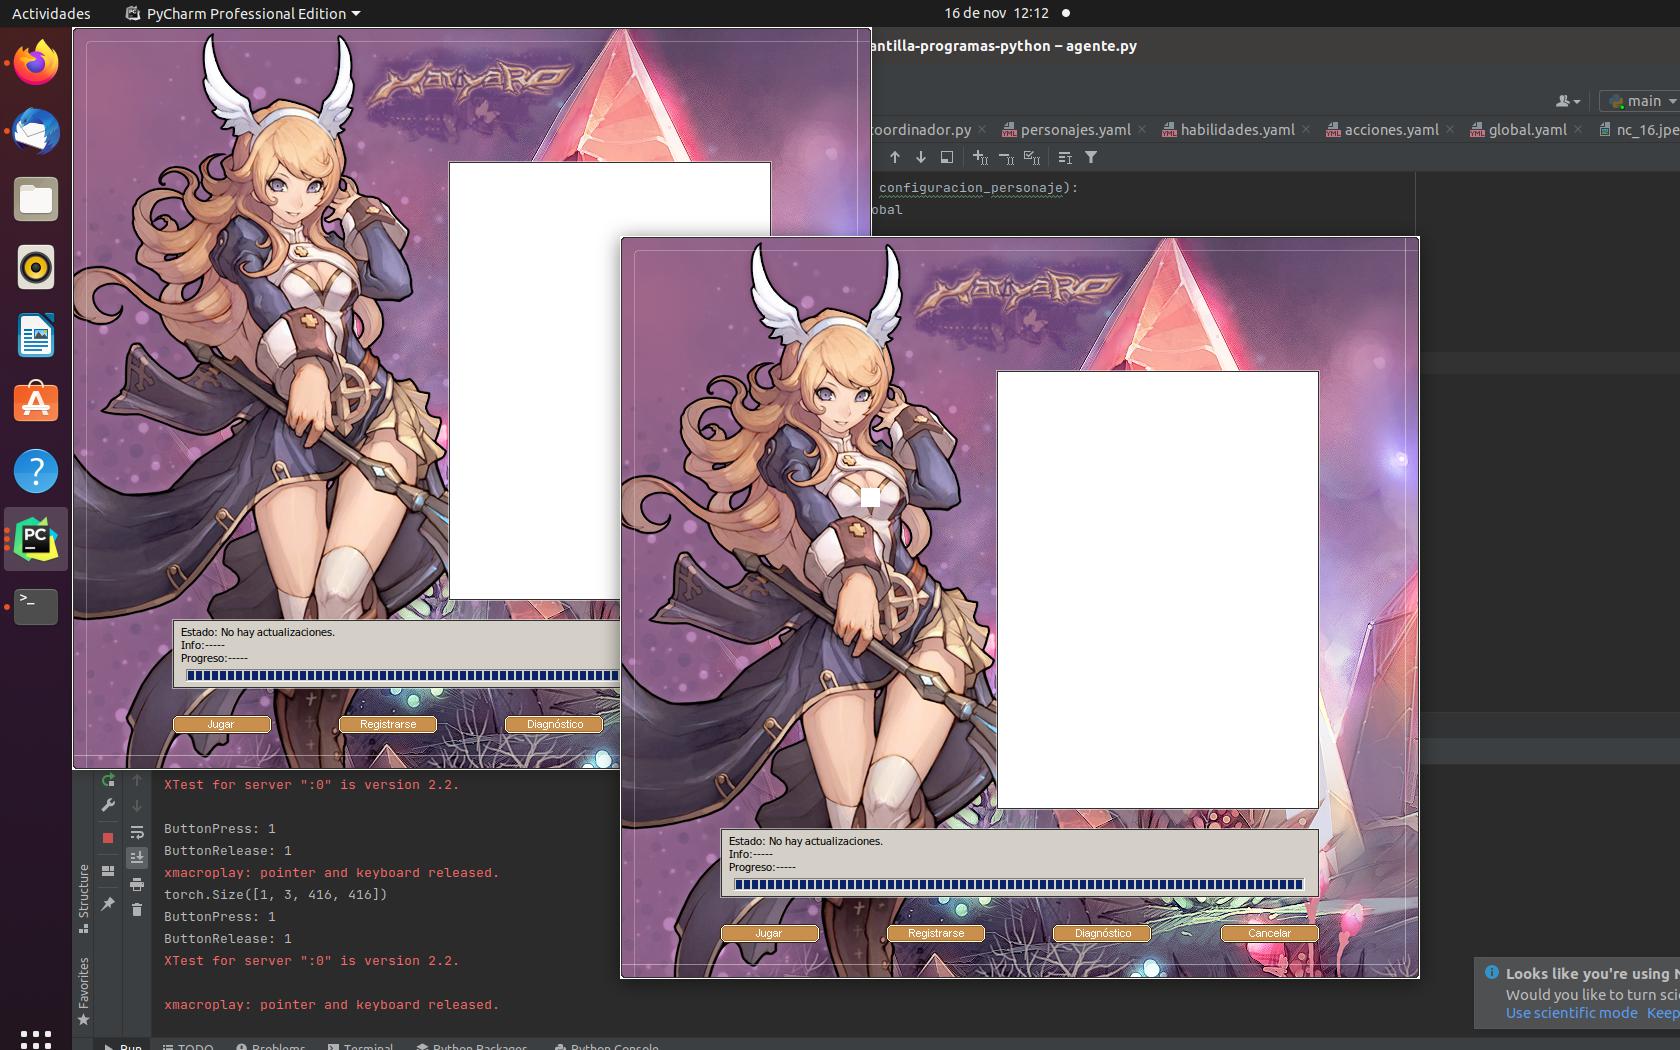 Actividades
PyCharm Professional Edition
16 de nov 12:12
antilla-programas-python – agente.py
main
coordinador.py
personajes.yaml
habilidades.yaml
acciones.yaml
global.yaml
nc_16.jpe
configuracion_personaje):
obal
XatiyaRO
XatiyaRO
Estado: No hay actualizaciones.
Info:-----
Progreso:-----
Jugar
Registrarse
Diagnóstico
Estado: No hay actualizaciones.
Info:-----
Progreso:-----
Jugar
Registrarse
Diagnóstico
Cancelar
XTest for server ":0" is version 2.2.
ButtonPress: 1
ButtonRelease: 1
xmacroplay: pointer and keyboard released.
torch.Size([1, 3, 416, 416])
ButtonPress: 1
ButtonRelease: 1
XTest for server ":0" is version 2.2.
xmacroplay: pointer and keyboard released.
Structure
Favorites
Looks like you're using N
Would you like to turn scie
Use scientific mode Keep
Run
TODO
Problems
Terminal
Python Packages
Python Console